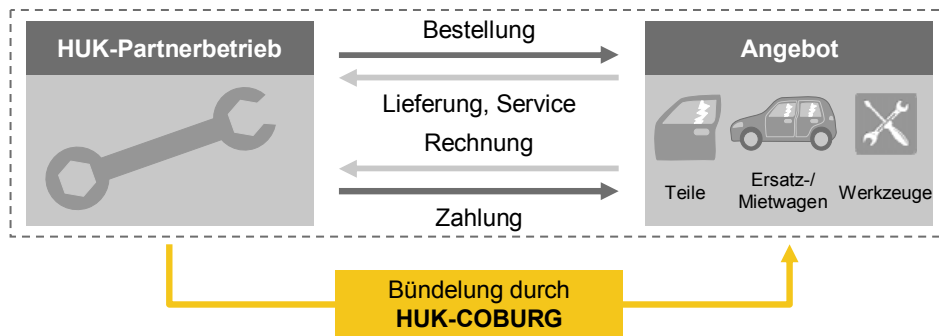 HUK-Partnerbetrieb
Bestellung
Angebot
Lieferung, Service
Rechnung
Zahlung
Teile
Ersatz-/
Mietwagen
Werkzeuge
Bündelung durch
HUK-COBURG